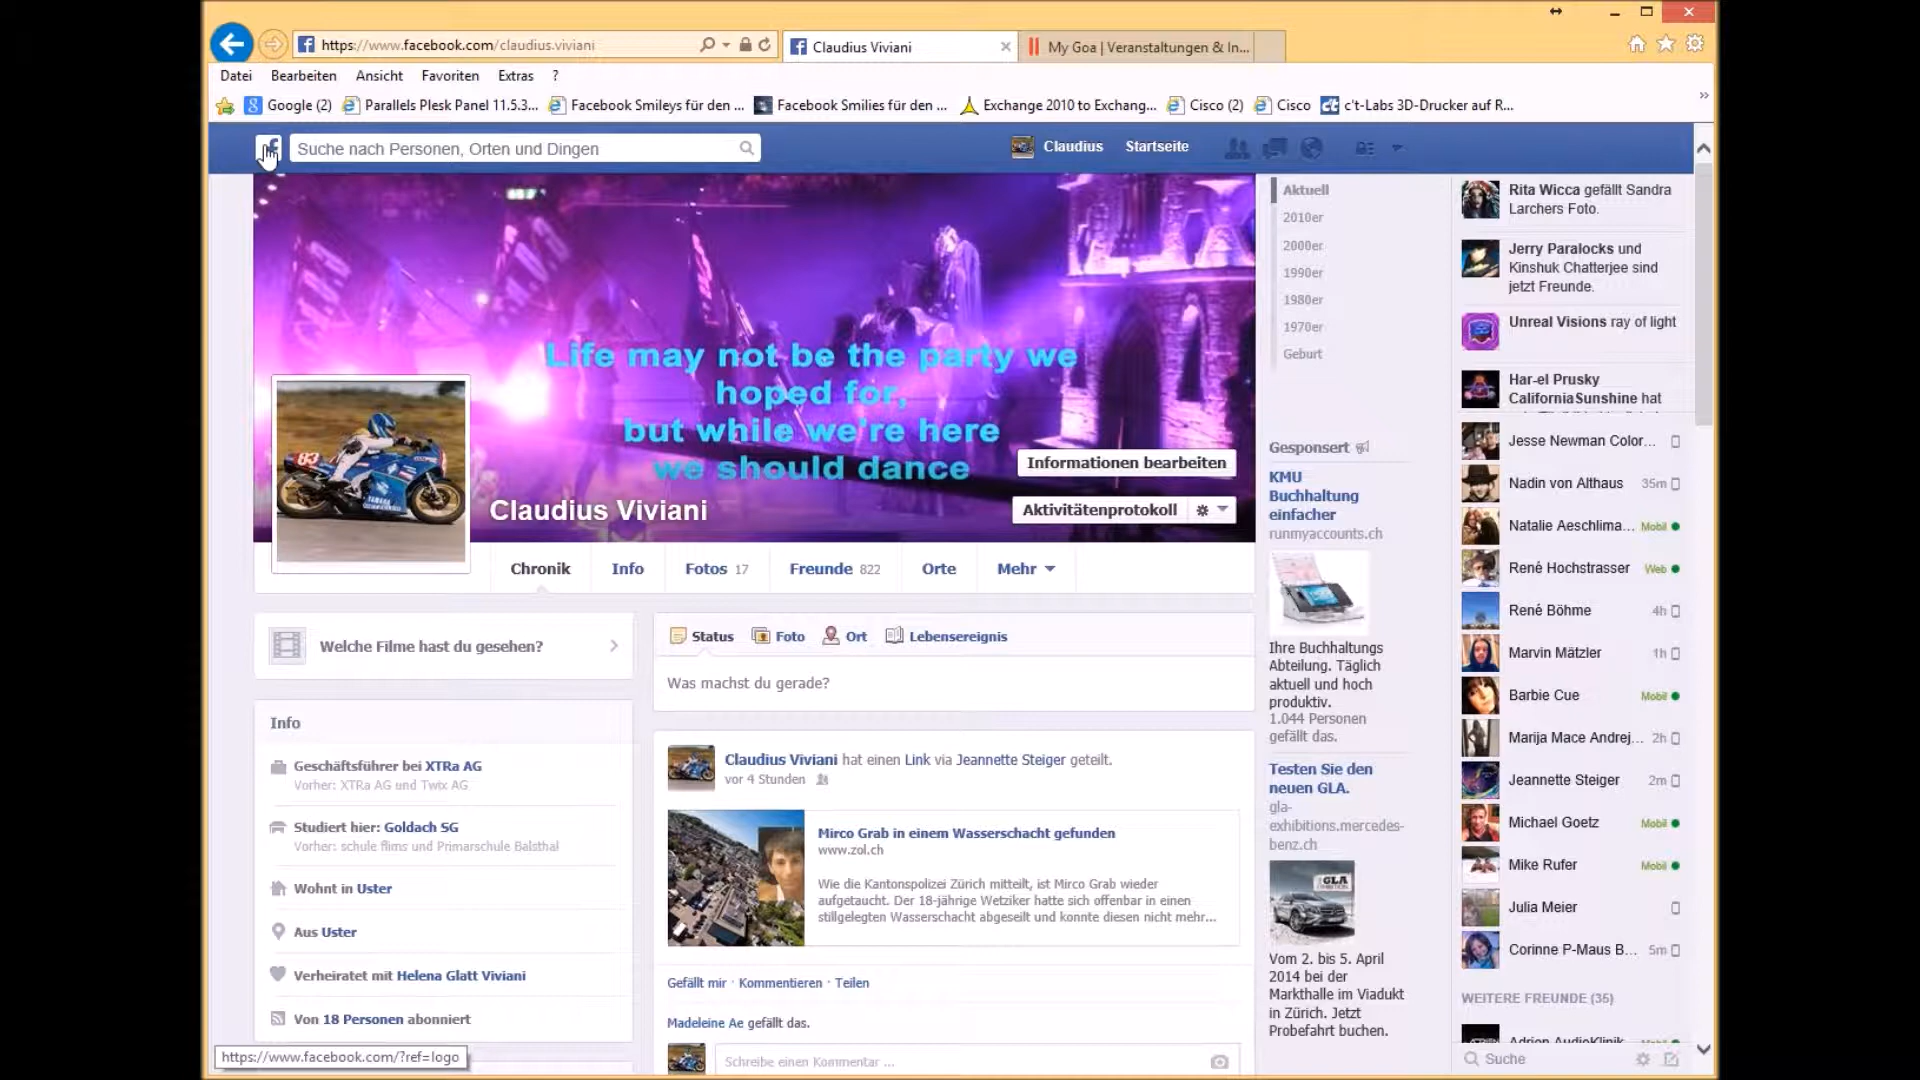 https://www.facebook.com/claudius.viviani
Claudius Viviani
My Goa | Veranstaltungen & In...
Datei Bearbeiten Ansicht Favoriten Extras ?
Google (2) Parallels Plesk Panel 11.5.3... Facebook Smileys für den ... Facebook Smilies für den ... Exchange 2010 to Exchang... Cisco (2) Cisco c't-Labs 3D-Drucker auf R...
Suche nach Personen, Orten und Dingen
Claudius Startseite
Life may not be the party we
hoped for,
but while we're here
we should dance
83
YAMAHA
Informationen bearbeiten
Claudius Viviani
Aktivitätenprotokoll
Chronik Info Fotos 17 Freunde 822 Orte Mehr
Welche Filme hast du gesehen?
Info
Geschäftsführer bei XTRa AG
Vorher: XTRa AG und Twix AG
Studiert hier: Goldach SG
Vorher: schule flims und Primarschule Balsthal
Wohnt in Uster
Aus Uster
Verheiratet mit Helena Glatt Viviani
Von 18 Personen abonniert
https://www.facebook.com/?ref=logo
Status Foto Ort Lebensereignis
Was machst du gerade?
Claudius Viviani hat einen Link via Jeannette Steiger geteilt.
vor 4 Stunden
Mirco Grab in einem Wasserschacht gefunden
www.zol.ch
Wie die Kantonspolizei Zürich mitteilt, ist Mirco Grab wieder
aufgetaucht. Der 18-jährige Wetziker hatte sich offenbar in einen
stillgelegten Wasserschacht abgeseilt und konnte diesen nicht mehr...
Gefällt mir · Kommentieren · Teilen
Madeleine Ae gefällt das.
Schreibe einen Kommentar ...
Aktuell
2010er
2000er
1990er
1980er
1970er
Geburt
Gesponsert
KMU
Buchhaltung
einfacher
runmyaccounts.ch
Ihre Buchhaltungs
Abteilung. Täglich
aktuell und hoch
produktiv.
1.044 Personen
gefällt das.
Testen Sie den
neuen GLA.
gla-
exhibitions.mercedes-
benz.ch
GLA
Vom 2. bis 5. April
2014 bei der
Markthalle im Viadukt
in Zürich. Jetzt
Probefahrt buchen.
Rita Wicca gefällt Sandra
Larchers Foto.
Jerry Paralocks und
Kinshuk Chatterjee sind
jetzt Freunde.
Unreal Visions ray of light
Har-el Prusky
CaliforniaSunshine hat
Jesse Newman Color...
Nadin von Althaus 35m
Natalie Aeschlima... Mobil
René Hochstrasser Web
René Böhme 4h
Marvin Mätzler 1h
Barbie Cue Mobil
Marija Mace Andrej... 2h
Jeannette Steiger 2m
Michael Goetz Mobil
Mike Rufer Mobil
Julia Meier
Corinne P-Maus B... 5m
WEITERE FREUNDE (35)
Adrian AudioKlinik
Suche